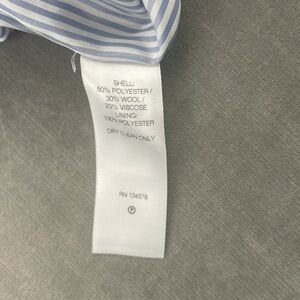 SHELL:
50% POLYESTER /
30% WOOL /
20% VISCOSE
LINING:
100% POLYESTER
DRY CLEAN ONLY
RN 134578
P